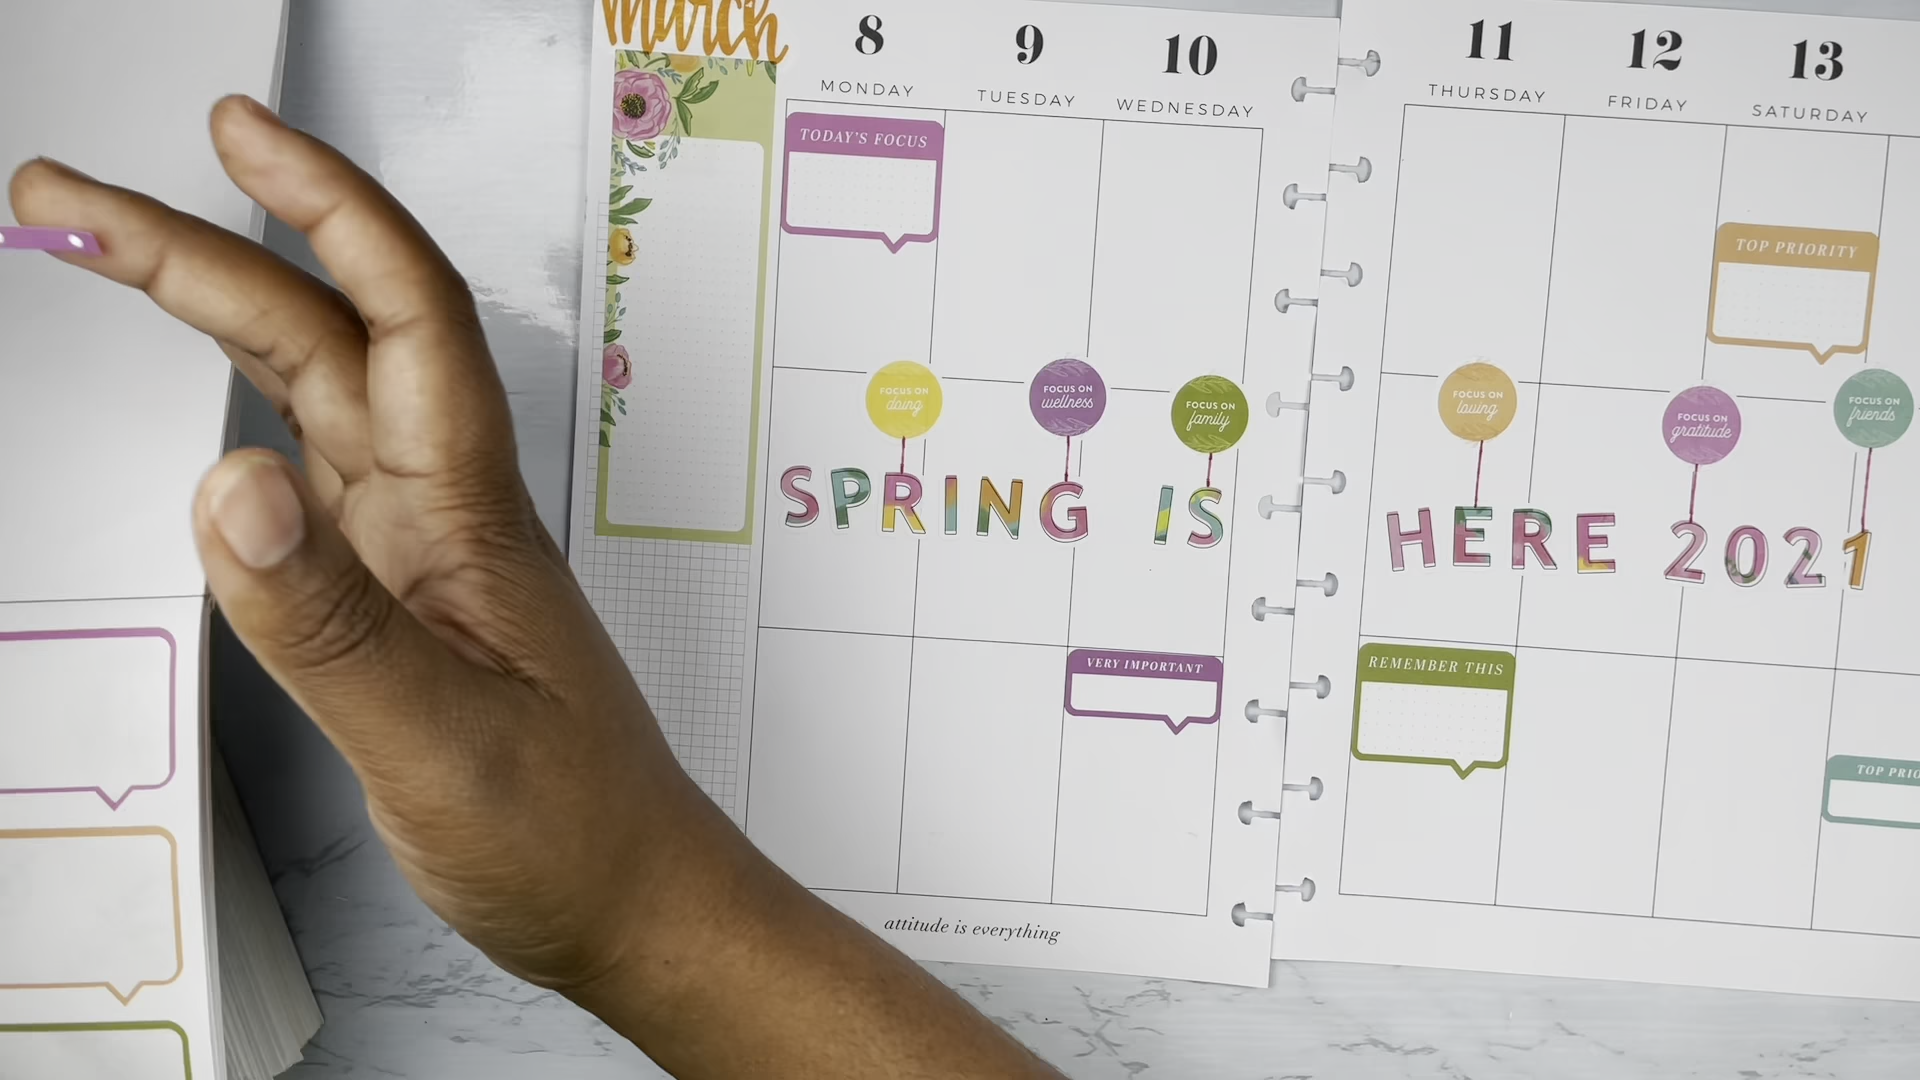 March
8
MONDAY
9
TUESDAY
10
WEDNESDAY
11
THURSDAY
12
FRIDAY
13
SATURDAY
TODAY'S FOCUS
TOP PRIORITY
FOCUS ON
doing
FOCUS ON
wellness
FOCUS ON
family
FOCUS ON
loving
FOCUS ON
gratitude
FOCUS ON
friends
SPRING IS HERE 2021
VERY IMPORTANT
REMEMBER THIS
TOP PRIO
attitude is everything